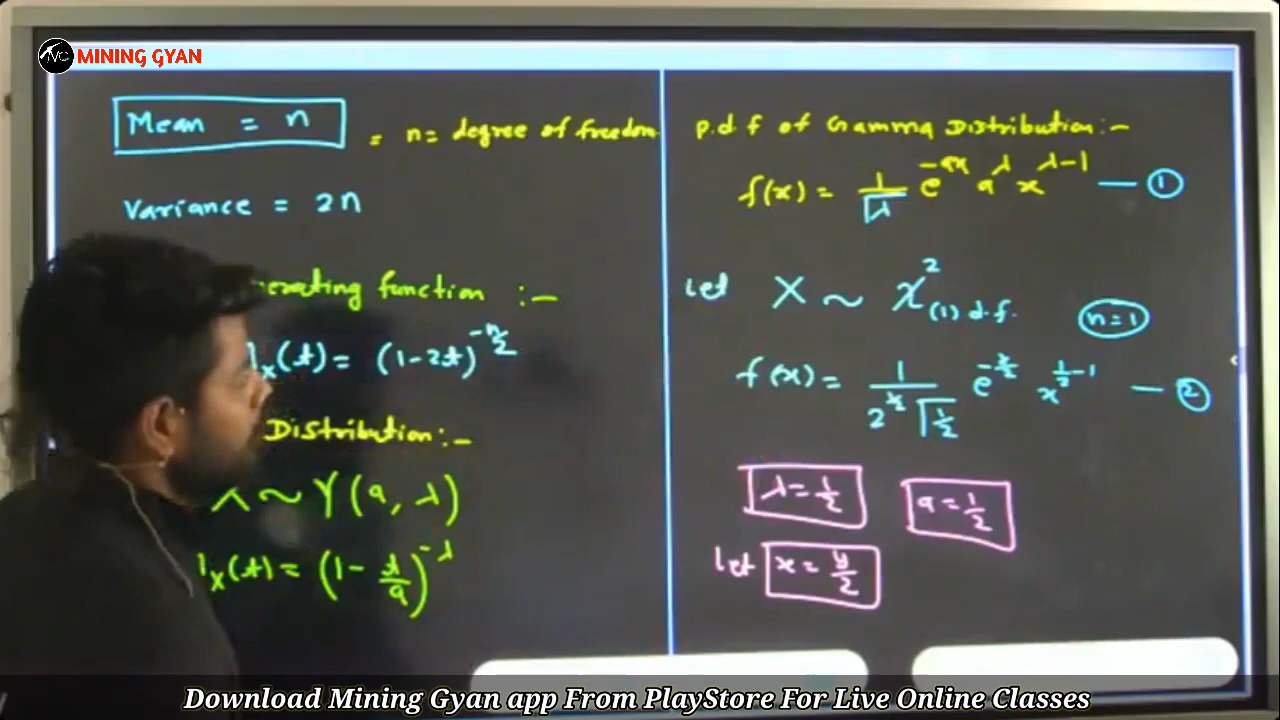 MINING GYAN
Mean = n
= n = degree of freedom
Variance = 2n
function :-
(t) = (1-2t)^{-n/2}
Distribution :-
~ γ(a, λ)
x(t) = (1 - t/a)^{-λ}
p.d.f of Gamma Distribution :-
f(x) = 1/Γλ e^{-ax} a^λ x^{λ-1} — ①
Let X ~ χ²(1) d.f. n=1
f(x) = 1/(2^{1/2} Γ1/2) e^{-x/2} x^{1/2-1} — ②
λ = 1/2 a = 1/2
let x = y/2
Download Mining Gyan app From PlayStore For Live Online Classes